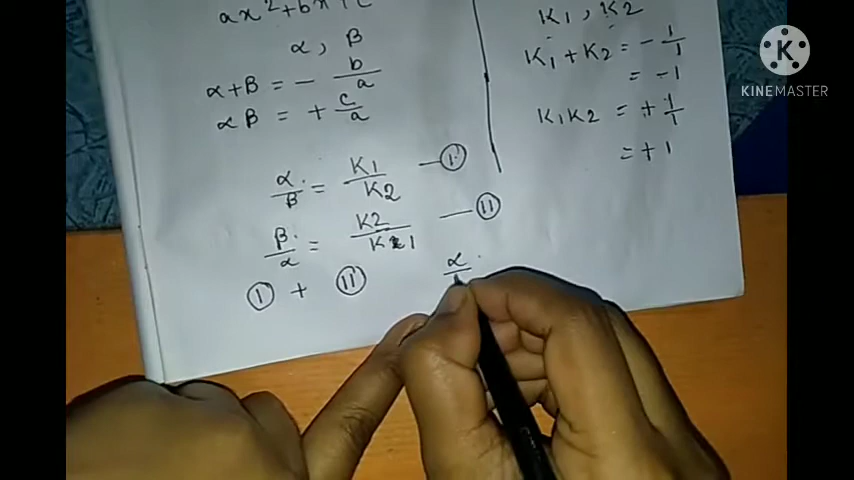 ax²+bx+c
α, β
α+β = - b/a
αβ = + c/a
K1, K2
K1+K2 = - 1/1
= -1
K1K2 = + 1/1
= + 1
α/β = K1/K2 — (I)
β/α = K2/K1 — (II)
(I) + (II) α/
K
KINEMASTER